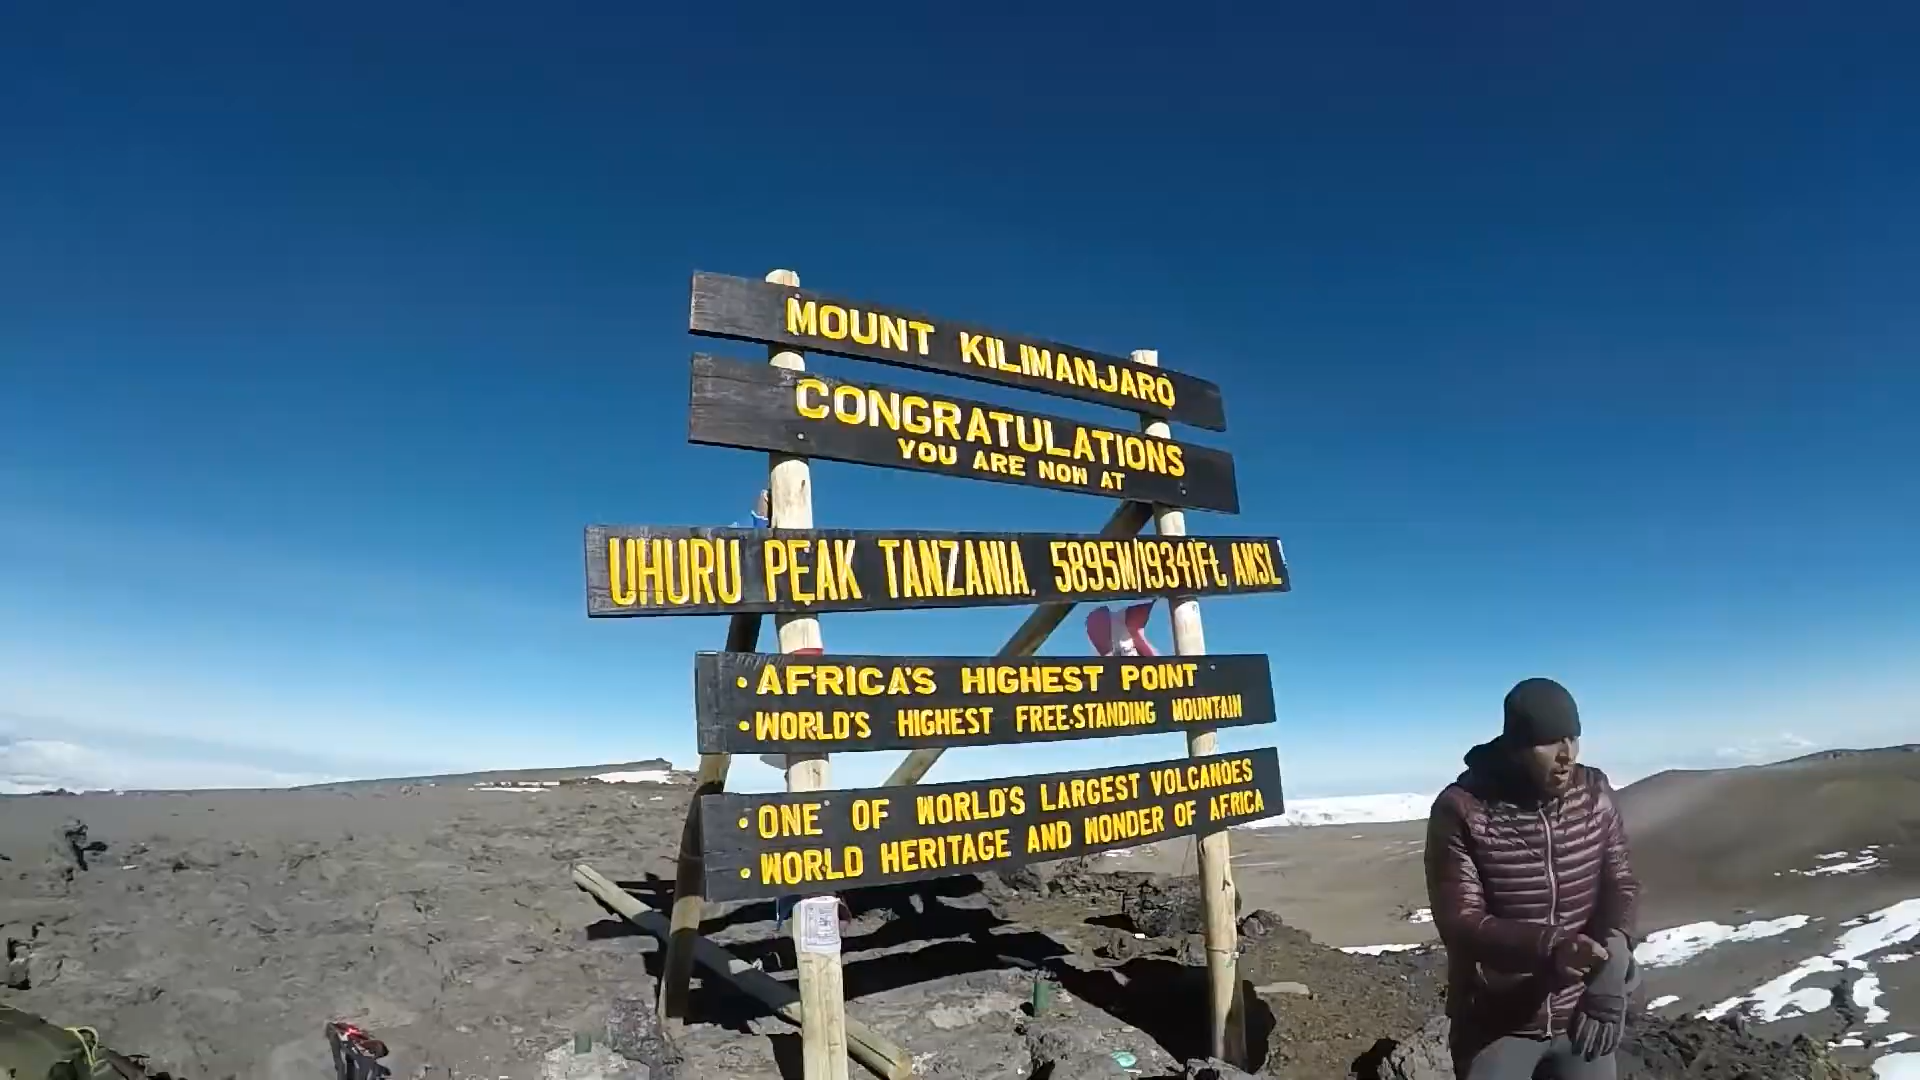 MOUNT KILIMANJARO
CONGRATULATIONS
YOU ARE NOW AT
UHURU PEAK TANZANIA. 5895M/19341Ft. AMSL
• AFRICA'S HIGHEST POINT
• WORLD'S HIGHEST FREE-STANDING MOUNTAIN
• ONE OF WORLD'S LARGEST VOLCANOES
• WORLD HERITAGE AND WONDER OF AFRICA